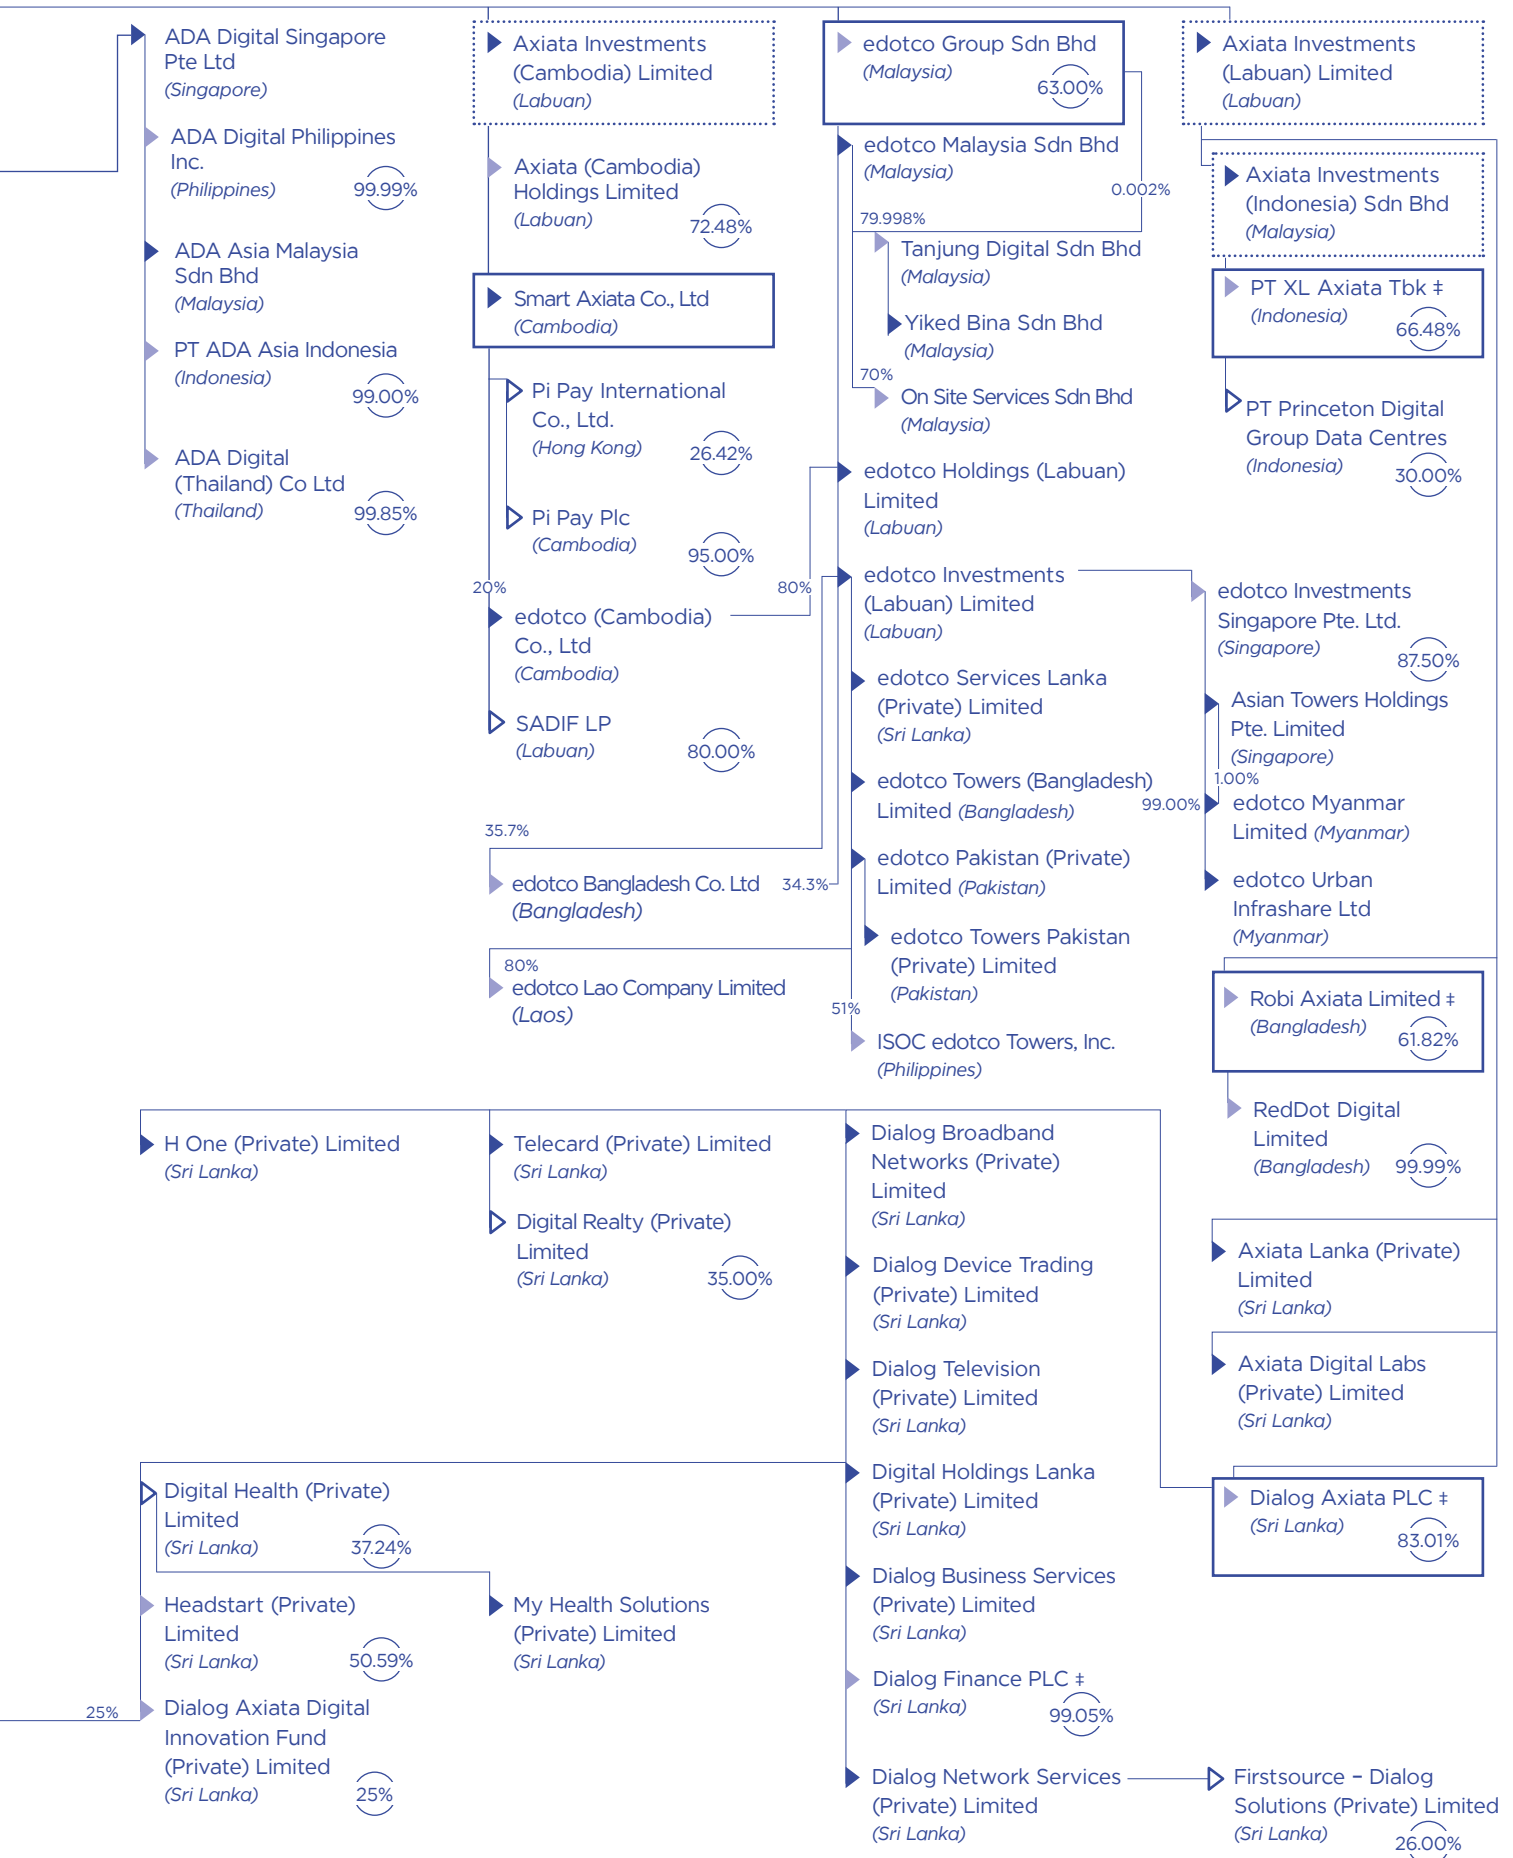 ADA Digital Singapore
Pte Ltd
(Singapore)
ADA Digital Philippines
Inc.
(Philippines)
99.99%
ADA Asia Malaysia
Sdn Bhd
(Malaysia)
PT ADA Asia Indonesia
(Indonesia)
99.00%
ADA Digital
(Thailand) Co Ltd
(Thailand)
99.85%
Axiata Investments
(Cambodia) Limited
(Labuan)
Axiata (Cambodia)
Holdings Limited
(Labuan)
72.48%
Smart Axiata Co., Ltd
(Cambodia)
Pi Pay International
Co., Ltd.
(Hong Kong)
26.42%
Pi Pay Plc
(Cambodia)
95.00%
20%
80%
edotco (Cambodia)
Co., Ltd
(Cambodia)
SADIF LP
(Labuan)
80.00%
35.7%
edotco Bangladesh Co. Ltd
34.3%
(Bangladesh)
80%
edotco Lao Company Limited
(Laos)
edotco Group Sdn Bhd
(Malaysia)
63.00%
edotco Malaysia Sdn Bhd
(Malaysia)
0.002%
79.998%
Tanjung Digital Sdn Bhd
(Malaysia)
Yiked Bina Sdn Bhd
(Malaysia)
70%
On Site Services Sdn Bhd
(Malaysia)
edotco Holdings (Labuan)
Limited
(Labuan)
edotco Investments
(Labuan) Limited
(Labuan)
edotco Services Lanka
(Private) Limited
(Sri Lanka)
edotco Towers (Bangladesh)
Limited (Bangladesh)
edotco Pakistan (Private)
Limited (Pakistan)
edotco Towers Pakistan
(Private) Limited
(Pakistan)
51%
ISOC edotco Towers, Inc.
(Philippines)
Axiata Investments
(Labuan) Limited
(Labuan)
Axiata Investments
(Indonesia) Sdn Bhd
(Malaysia)
PT XL Axiata Tbk ‡
(Indonesia)
66.48%
PT Princeton Digital
Group Data Centres
(Indonesia)
30.00%
edotco Investments
Singapore Pte. Ltd.
(Singapore)
87.50%
Asian Towers Holdings
Pte. Limited
(Singapore)
1.00%
99.00%
edotco Myanmar
Limited (Myanmar)
edotco Urban
Infrashare Ltd
(Myanmar)
Robi Axiata Limited ‡
(Bangladesh)
61.82%
RedDot Digital
Limited
(Bangladesh)
99.99%
Axiata Lanka (Private)
Limited
(Sri Lanka)
Axiata Digital Labs
(Private) Limited
(Sri Lanka)
Dialog Axiata PLC ‡
(Sri Lanka)
83.01%
H One (Private) Limited
(Sri Lanka)
Telecard (Private) Limited
(Sri Lanka)
Digital Realty (Private)
Limited
(Sri Lanka)
35.00%
Dialog Broadband
Networks (Private)
Limited
(Sri Lanka)
Dialog Device Trading
(Private) Limited
(Sri Lanka)
Dialog Television
(Private) Limited
(Sri Lanka)
Digital Holdings Lanka
(Private) Limited
(Sri Lanka)
Dialog Business Services
(Private) Limited
(Sri Lanka)
Dialog Finance PLC ‡
(Sri Lanka)
99.05%
Dialog Network Services
(Private) Limited
(Sri Lanka)
Firstsource – Dialog
Solutions (Private) Limited
(Sri Lanka)
26.00%
Digital Health (Private)
Limited
(Sri Lanka)
37.24%
Headstart (Private)
Limited
(Sri Lanka)
50.59%
My Health Solutions
(Private) Limited
(Sri Lanka)
25%
Dialog Axiata Digital
Innovation Fund
(Private) Limited
(Sri Lanka)
25%